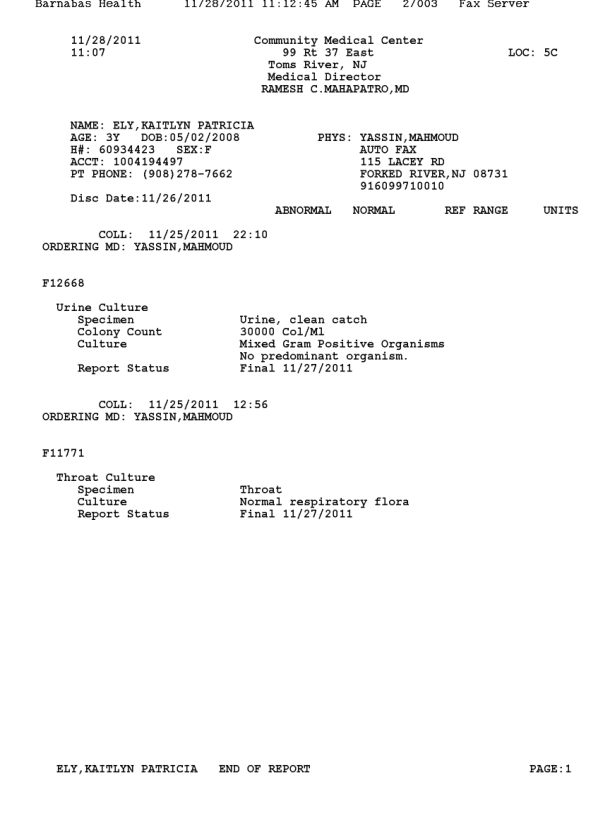 Barnabas Health 11/28/2011 11:12:45 AM PAGE 2/003 Fax Server
11/28/2011 Community Medical Center
11:07 99 Rt 37 East LOC: 5C
Toms River, NJ
Medical Director
RAMESH C.MAHAPATRO,MD
NAME: ELY,KAITLYN PATRICIA
AGE: 3Y DOB:05/02/2008 PHYS: YASSIN,MAHMOUD
H#: 60934423 SEX:F AUTO FAX
ACCT: 1004194497 115 LACEY RD
PT PHONE: (908)278-7662 FORKED RIVER,NJ 08731
916099710010
Disc Date:11/26/2011
ABNORMAL NORMAL REF RANGE UNITS
COLL: 11/25/2011 22:10
ORDERING MD: YASSIN,MAHMOUD
F12668
Urine Culture
Specimen Urine, clean catch
Colony Count 30000 Col/Ml
Culture Mixed Gram Positive Organisms
No predominant organism.
Report Status Final 11/27/2011
COLL: 11/25/2011 12:56
ORDERING MD: YASSIN,MAHMOUD
F11771
Throat Culture
Specimen Throat
Culture Normal respiratory flora
Report Status Final 11/27/2011
ELY,KAITLYN PATRICIA END OF REPORT PAGE:1